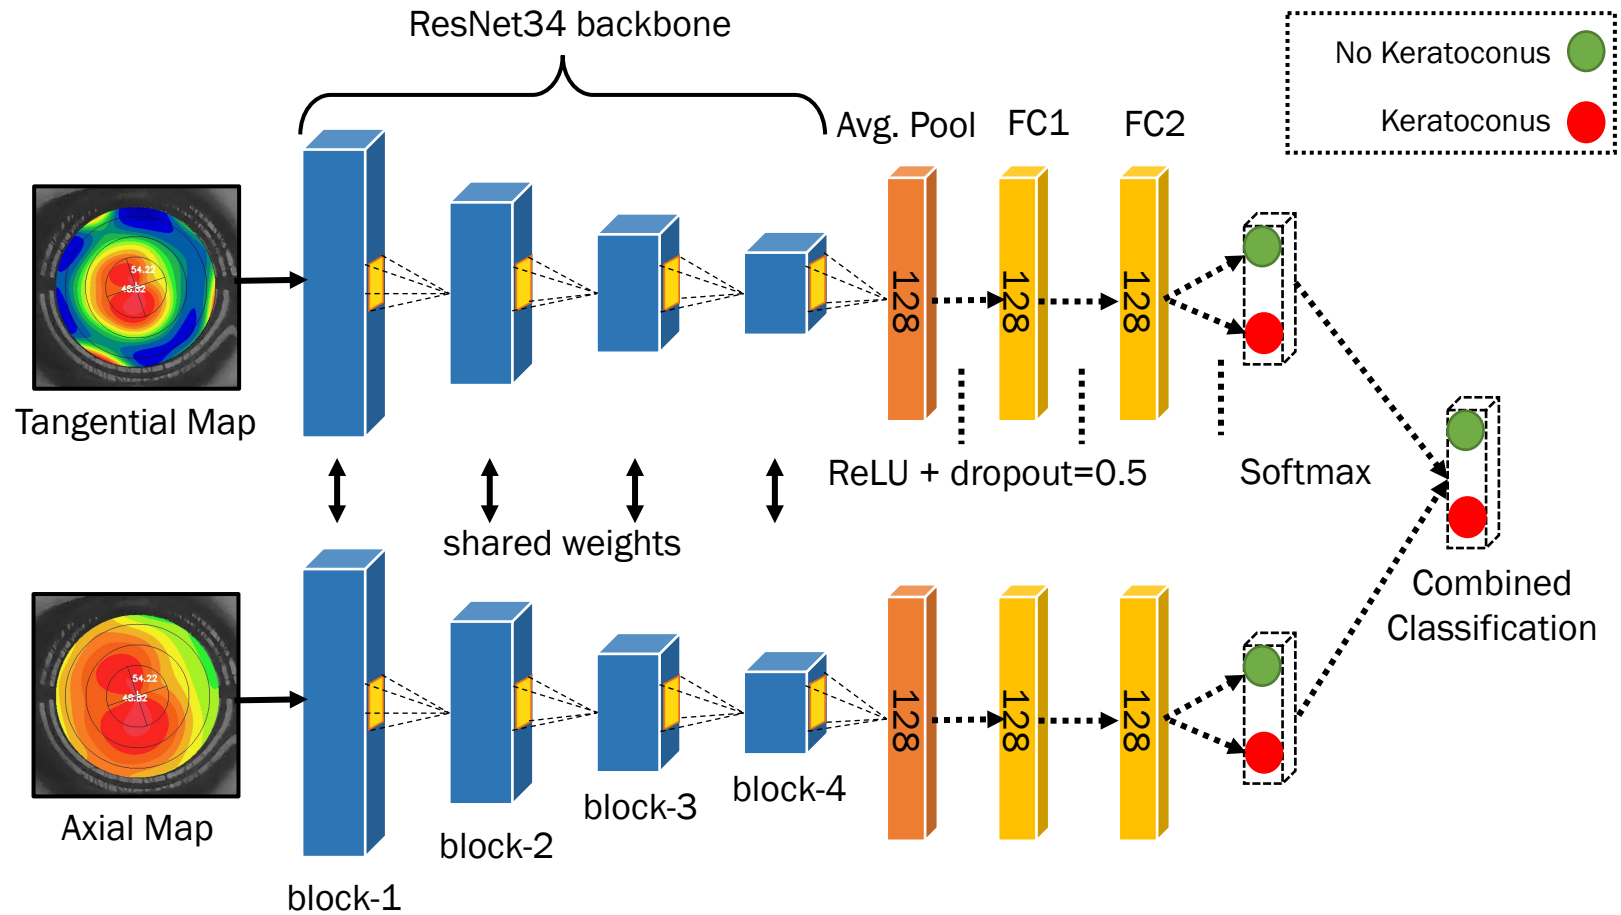 ResNet34 backbone
No Keratoconus
Keratoconus
Avg. Pool
FC1
FC2
54.22
128
128
128
Tangential Map
ReLU + dropout=0.5
Softmax
shared weights
Combined
Classification
54.22
128
128
128
Axial Map
block-1
block-2
block-3
block-4